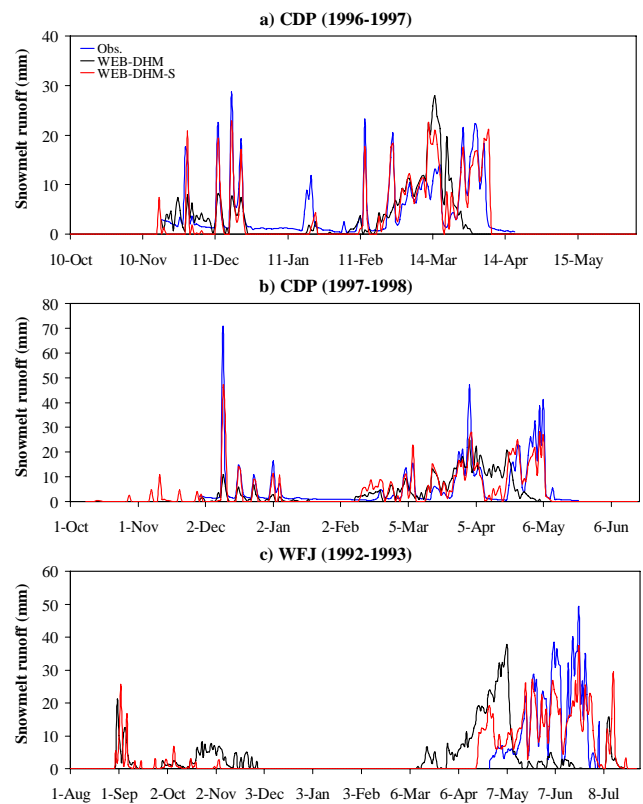 a) CDP (1996-1997)
Snowmelt runoff (mm)
Obs.
WEB-DHM
WEB-DHM-S
40
30
20
10
0
10-Oct 10-Nov 11-Dec 11-Jan 11-Feb 14-Mar 14-Apr 15-May
b) CDP (1997-1998)
Snowmelt runoff (mm)
80
70
60
50
40
30
20
10
0
1-Oct 1-Nov 2-Dec 2-Jan 2-Feb 5-Mar 5-Apr 6-May 6-Jun
c) WFJ (1992-1993)
Snowmelt runoff (mm)
60
50
40
30
20
10
0
1-Aug 1-Sep 2-Oct 2-Nov 3-Dec 3-Jan 3-Feb 6-Mar 6-Apr 7-May 7-Jun 8-Jul